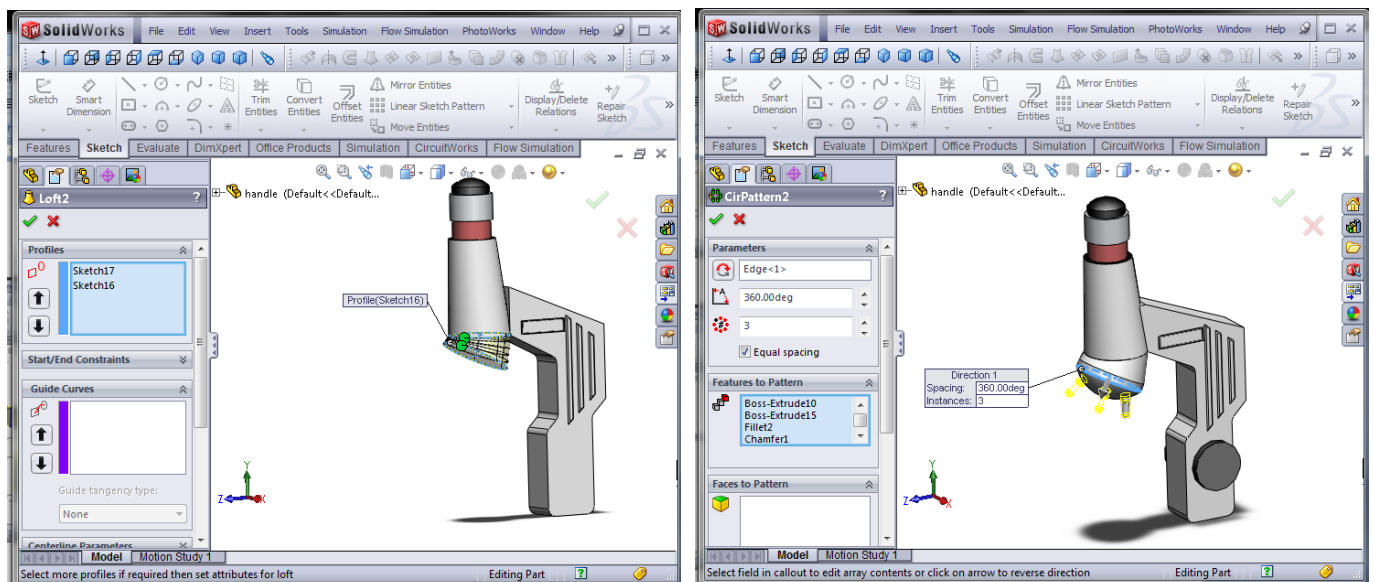 SolidWorks File Edit View Insert Tools Simulation Flow Simulation PhotoWorks Window Help
Sketch Smart Dimension Trim Entities Convert Entities Offset Entities Mirror Entities Linear Sketch Pattern Move Entities Display/Delete Relations Repair Sketch
Features Sketch Evaluate DimXpert Office Products Simulation CircuitWorks Flow Simulation
Loft2 ?
handle (Default<<Default...
Profiles
Sketch17
Sketch16
Profile(Sketch16)
Start/End Constraints
Guide Curves
Guide tangency type:
None
Centerline Parameters
Y
Z X
Model Motion Study 1
Select more profiles if required then set attributes for loft Editing Part ?
SolidWorks File Edit View Insert Tools Simulation Flow Simulation PhotoWorks Window Help
Sketch Smart Dimension Trim Entities Convert Entities Offset Entities Mirror Entities Linear Sketch Pattern Move Entities Display/Delete Relations Repair Sketch
Features Sketch Evaluate DimXpert Office Products Simulation CircuitWorks Flow Simulation
CirPattern2 ?
handle (Default<<Default...
Parameters
Edge<1>
360.00deg
3
Equal spacing
Direction 1
Spacing: 360.00deg
Instances: 3
Features to Pattern
Boss-Extrude10
Boss-Extrude15
Fillet2
Chamfer1
Faces to Pattern
Y
Z X
Model Motion Study 1
Select field in callout to edit array contents or click on arrow to reverse direction Editing Part ?